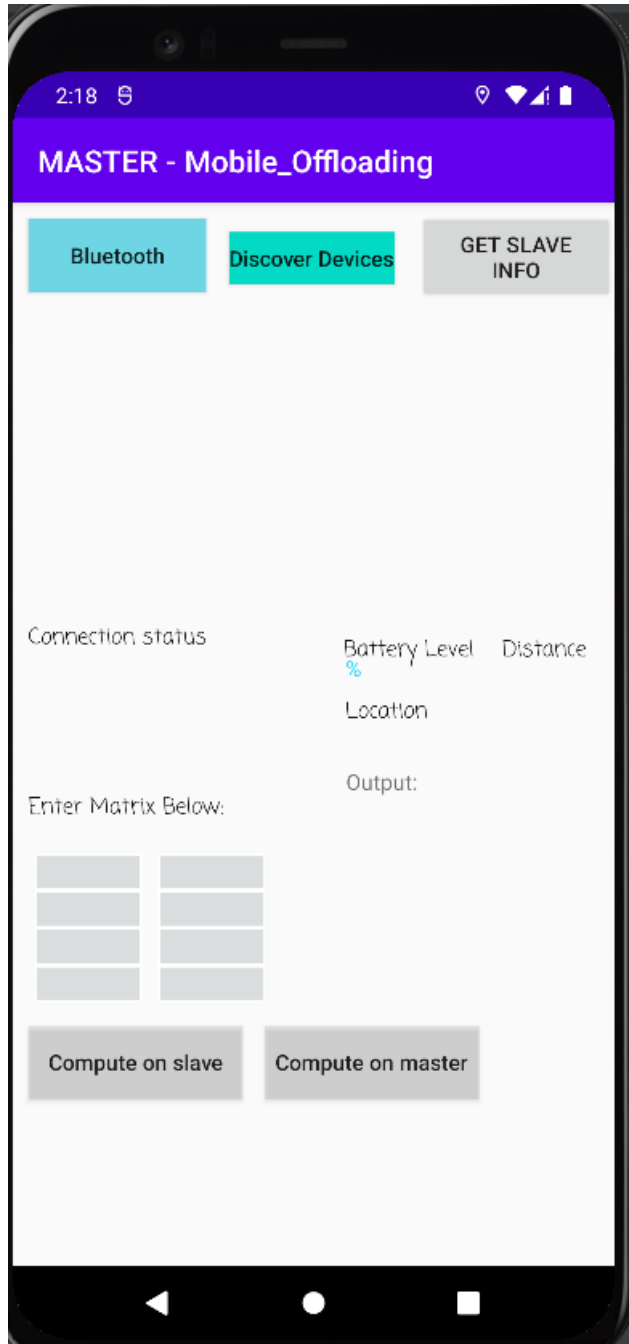 2:18
MASTER - Mobile_Offloading
Bluetooth
Discover Devices
GET SLAVE
INFO
Connection status
Battery Level
Distance
%
Location
Output:
Enter Matrix Below:
Compute on slave
Compute on master